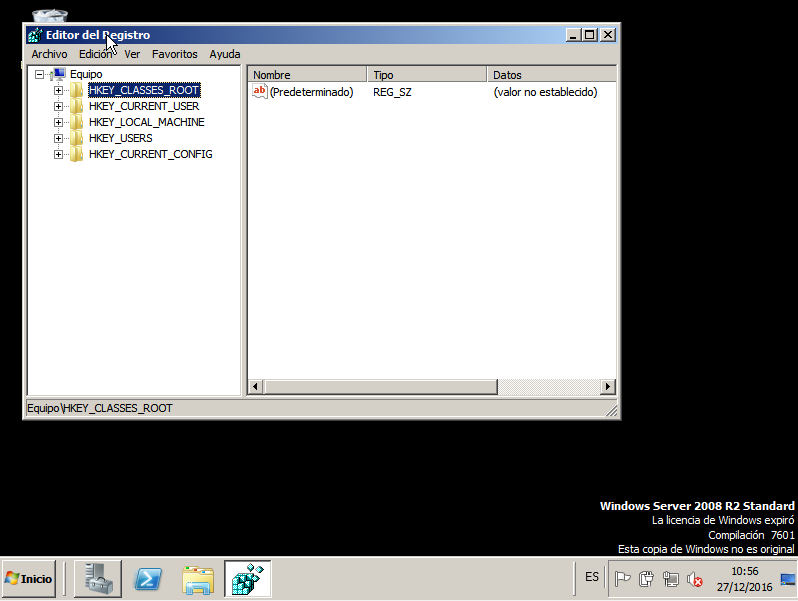 Editor del Registro
Archivo Edición Ver Favoritos Ayuda
Equipo
HKEY_CLASSES_ROOT
HKEY_CURRENT_USER
HKEY_LOCAL_MACHINE
HKEY_USERS
HKEY_CURRENT_CONFIG
Nombre Tipo Datos
ab (Predeterminado) REG_SZ (valor no establecido)
Equipo\HKEY_CLASSES_ROOT
Windows Server 2008 R2 Standard
La licencia de Windows expiró
Compilación 7601
Esta copia de Windows no es original
Inicio
ES
10:56
27/12/2016